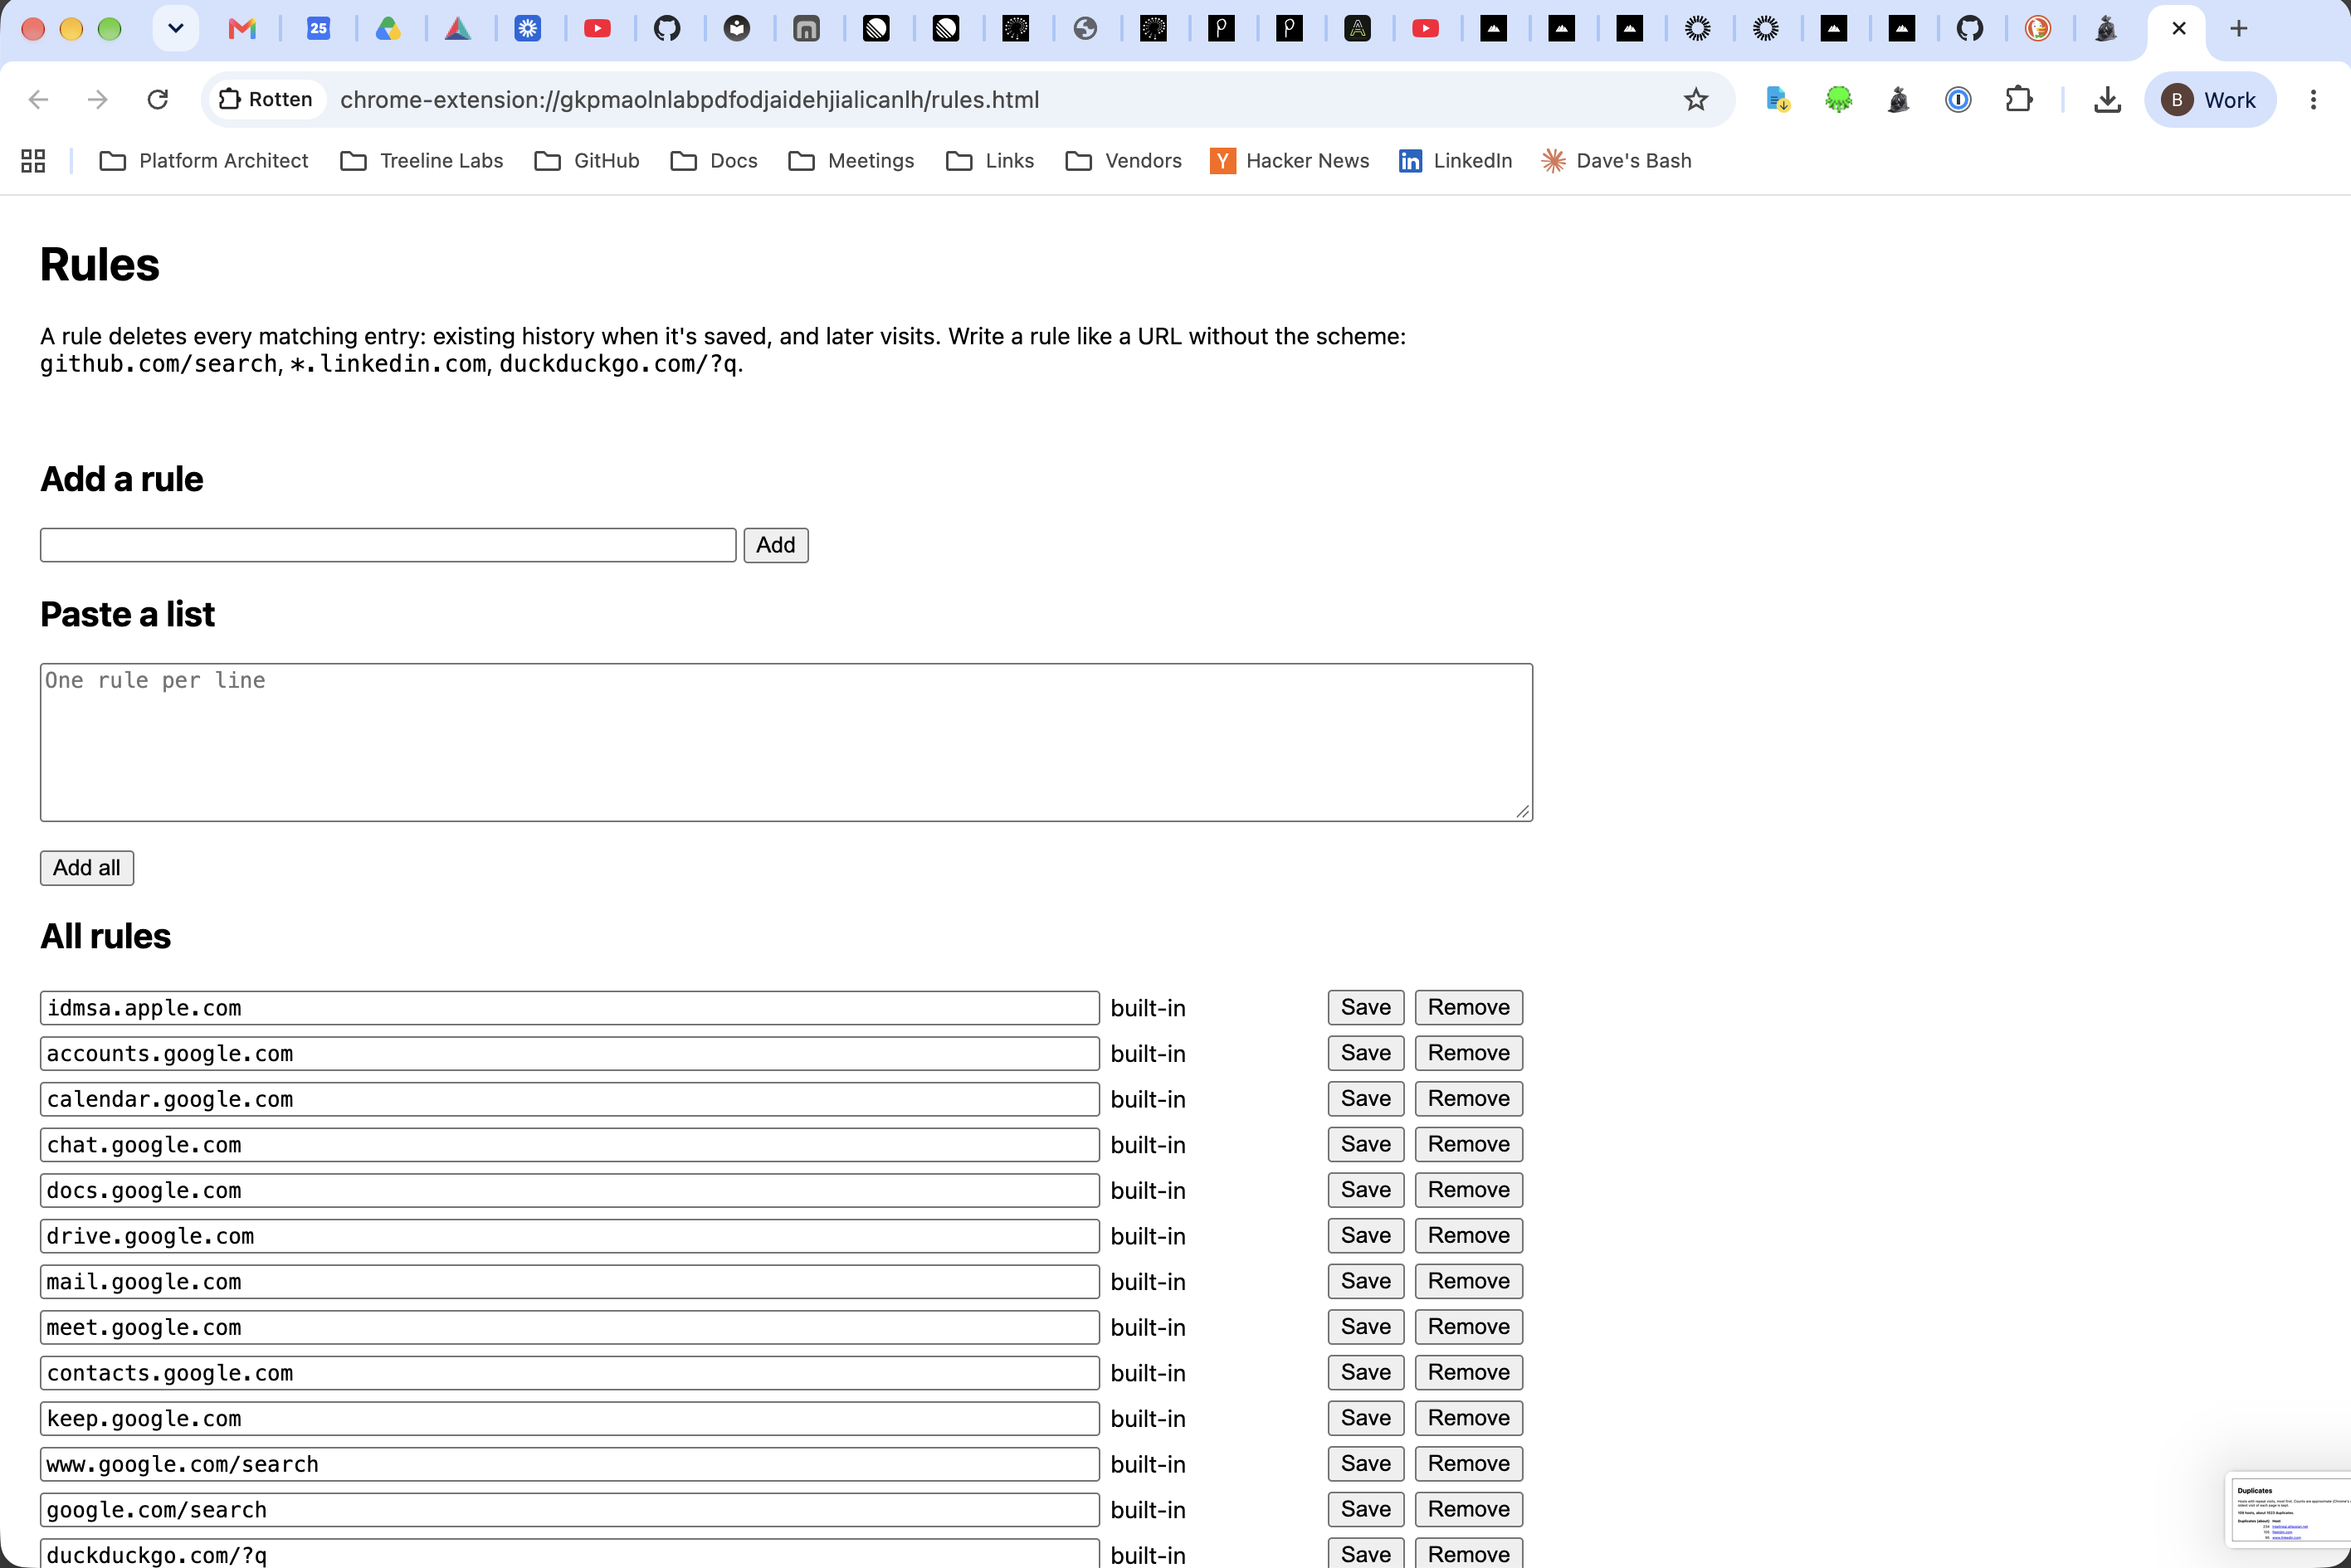 25
Rotten
chrome-extension://gkpmaolnlabpdfodjaidehjialicanlh/rules.html
B Work
Platform Architect
Treeline Labs
GitHub
Docs
Meetings
Links
Vendors
Y Hacker News
in LinkedIn
Dave's Bash
Rules
A rule deletes every matching entry: existing history when it's saved, and later visits. Write a rule like a URL without the scheme:
github.com/search, *.linkedin.com, duckduckgo.com/?q.
Add a rule
Add
Paste a list
One rule per line
Add all
All rules
idmsa.apple.com built-in Save Remove
accounts.google.com built-in Save Remove
calendar.google.com built-in Save Remove
chat.google.com built-in Save Remove
docs.google.com built-in Save Remove
drive.google.com built-in Save Remove
mail.google.com built-in Save Remove
meet.google.com built-in Save Remove
contacts.google.com built-in Save Remove
keep.google.com built-in Save Remove
www.google.com/search built-in Save Remove
google.com/search built-in Save Remove
duckduckgo.com/?q built-in Save Remove
Duplicates